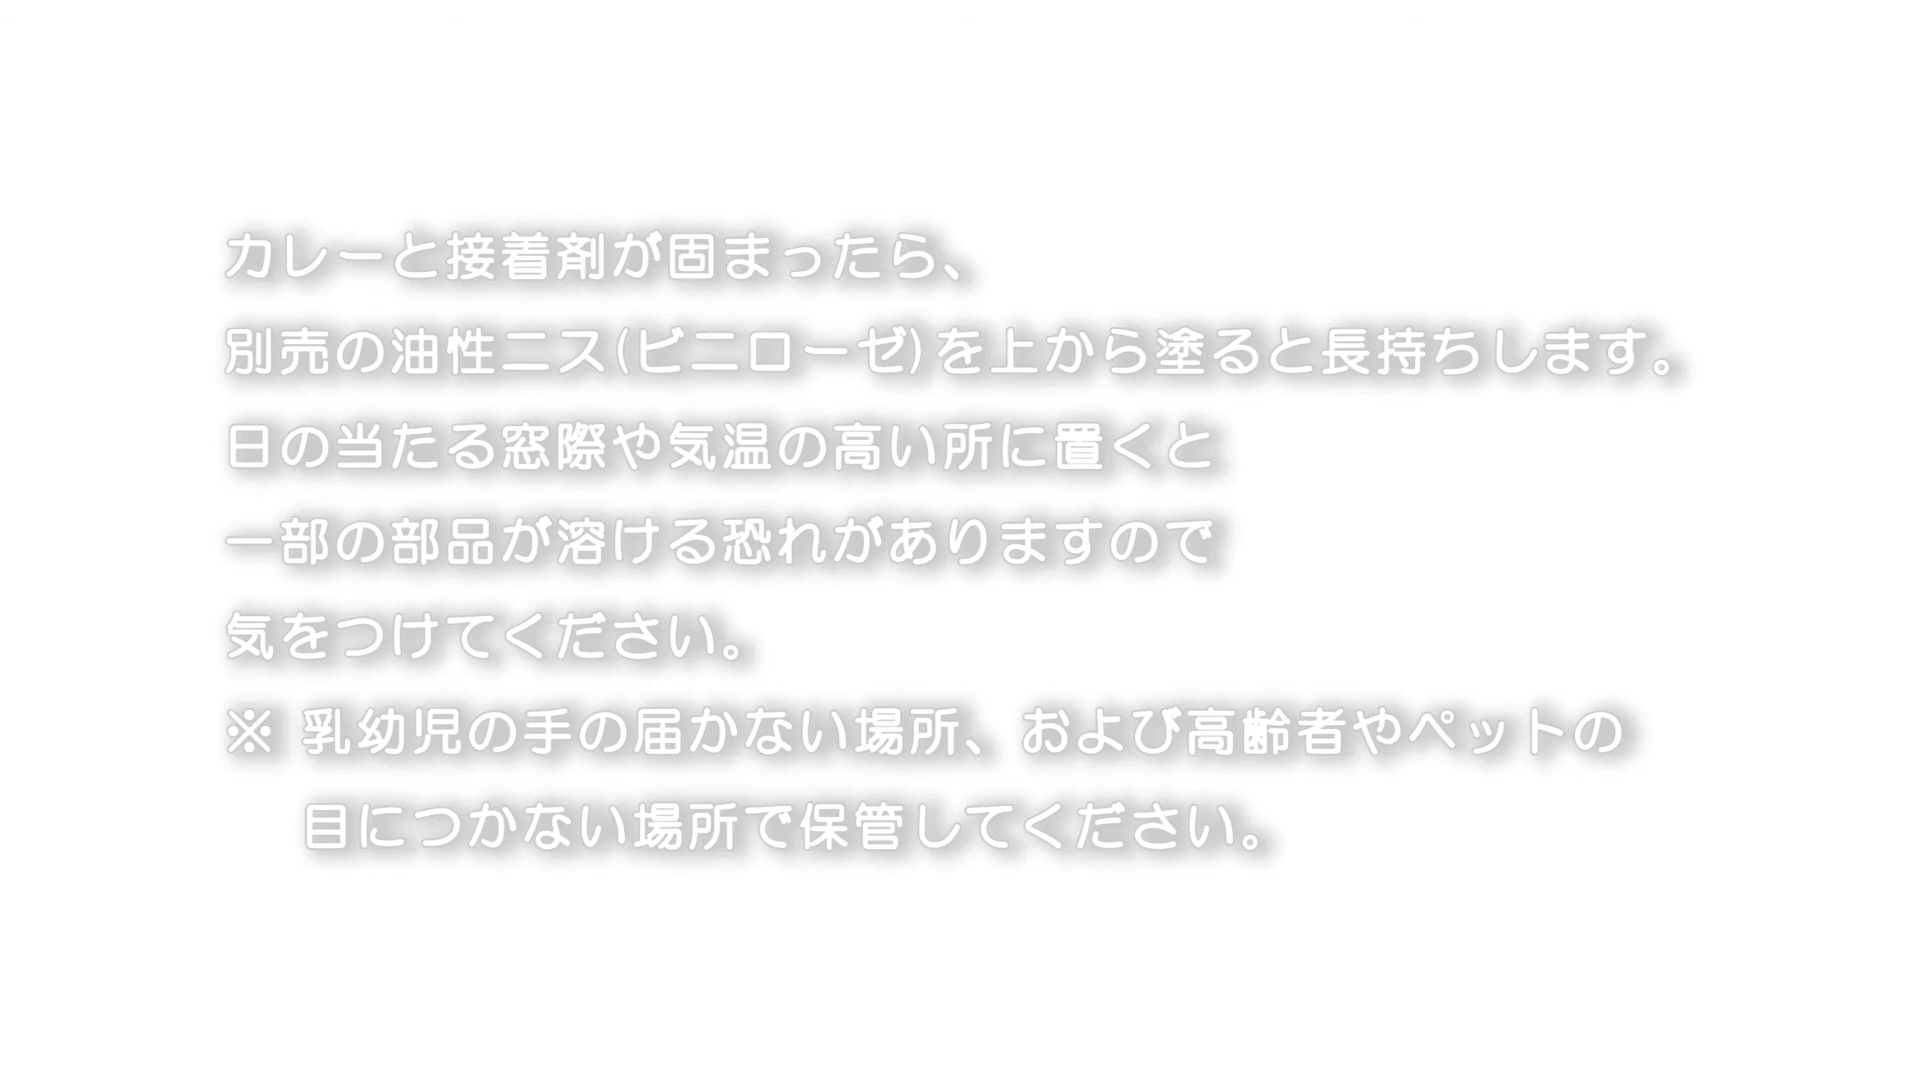 カレーと接着剤が固まったら、
別売の油性ニス(ビニローゼ)を上から塗ると長持ちします。
日の当たる窓際や気温の高い所に置くと
一部の部品が溶ける恐れがありますので
気をつけてください。
※ 乳幼児の手の届かない場所、および高齢者やペットの
目につかない場所で保管してください。